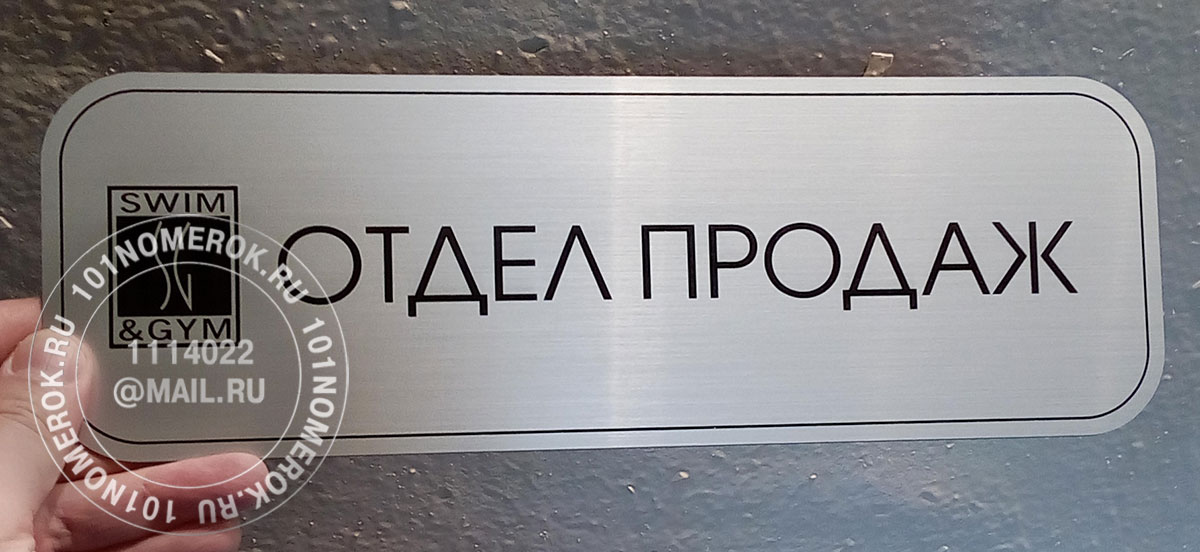 SWIM
&GYM
ОТДЕЛ ПРОДАЖ
101NOMEROK.RU 101NOMEROK.RU 101NOMEROK.RU 101NOMEROK.RU
1114022
@MAIL.RU